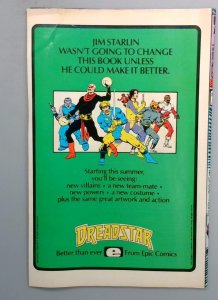 JIM STARLIN
WASN'T GOING TO CHANGE
THIS BOOK UNLESS
HE COULD MAKE IT BETTER.
Starting this summer,
you'll be seeing:
new villains • a new team-mate •
new powers • a new costume •
plus the same great artwork and action
DREADSTAR
Better than ever
From Epic Comics